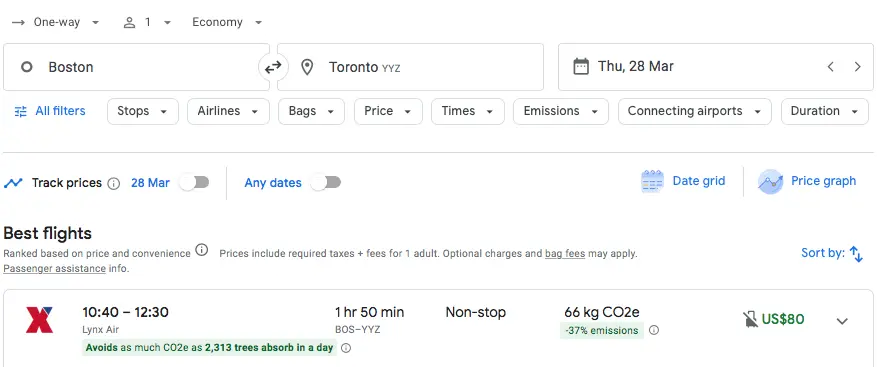 One-way 1 Economy
Boston Toronto YYZ Thu, 28 Mar
All filters Stops Airlines Bags Price Times Emissions Connecting airports Duration
Track prices 28 Mar Any dates Date grid Price graph
Best flights
Ranked based on price and convenience Prices include required taxes + fees for 1 adult. Optional charges and bag fees may apply.
Passenger assistance info.
Sort by:
10:40 – 12:30 1 hr 50 min Non-stop 66 kg CO2e US$80
Lynx Air BOS–YYZ -37% emissions
Avoids as much CO2e as 2,313 trees absorb in a day